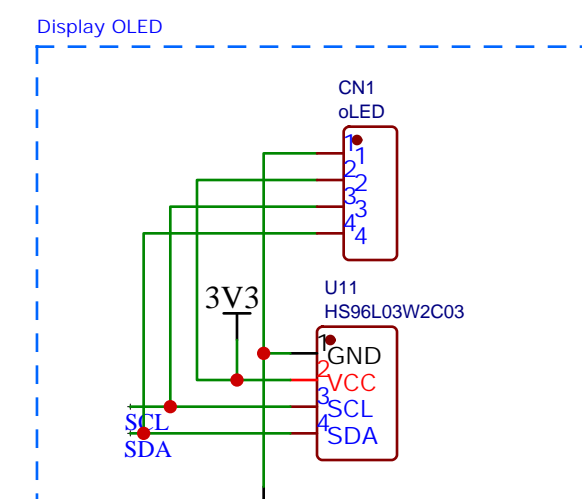 Display OLED
CN1
oLED
1 1
2 2
3 3
4 4
3V3
U11
HS96L03W2C03
1 GND
2 VCC
3 SCL
4 SDA
SCL
SDA